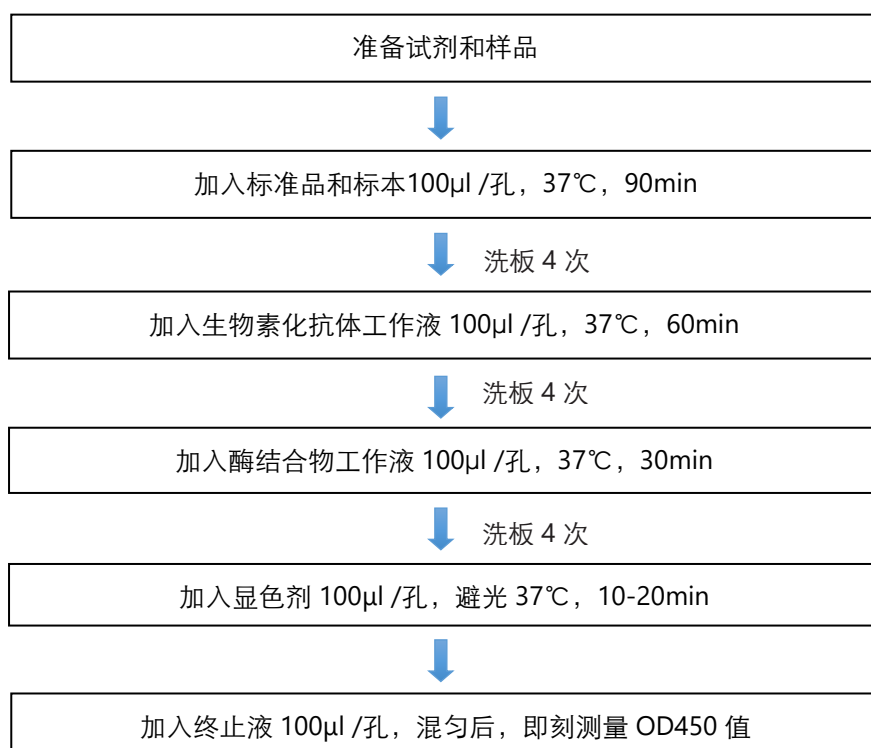 准备试剂和样品
加入标准品和标本100μl /孔，37℃，90min
洗板 4 次
加入生物素化抗体工作液 100μl /孔，37℃，60min
洗板 4 次
加入酶结合物工作液 100μl /孔，37℃，30min
洗板 4 次
加入显色剂 100μl /孔，避光 37℃，10-20min
加入终止液 100μl /孔，混匀后，即刻测量 OD450 值